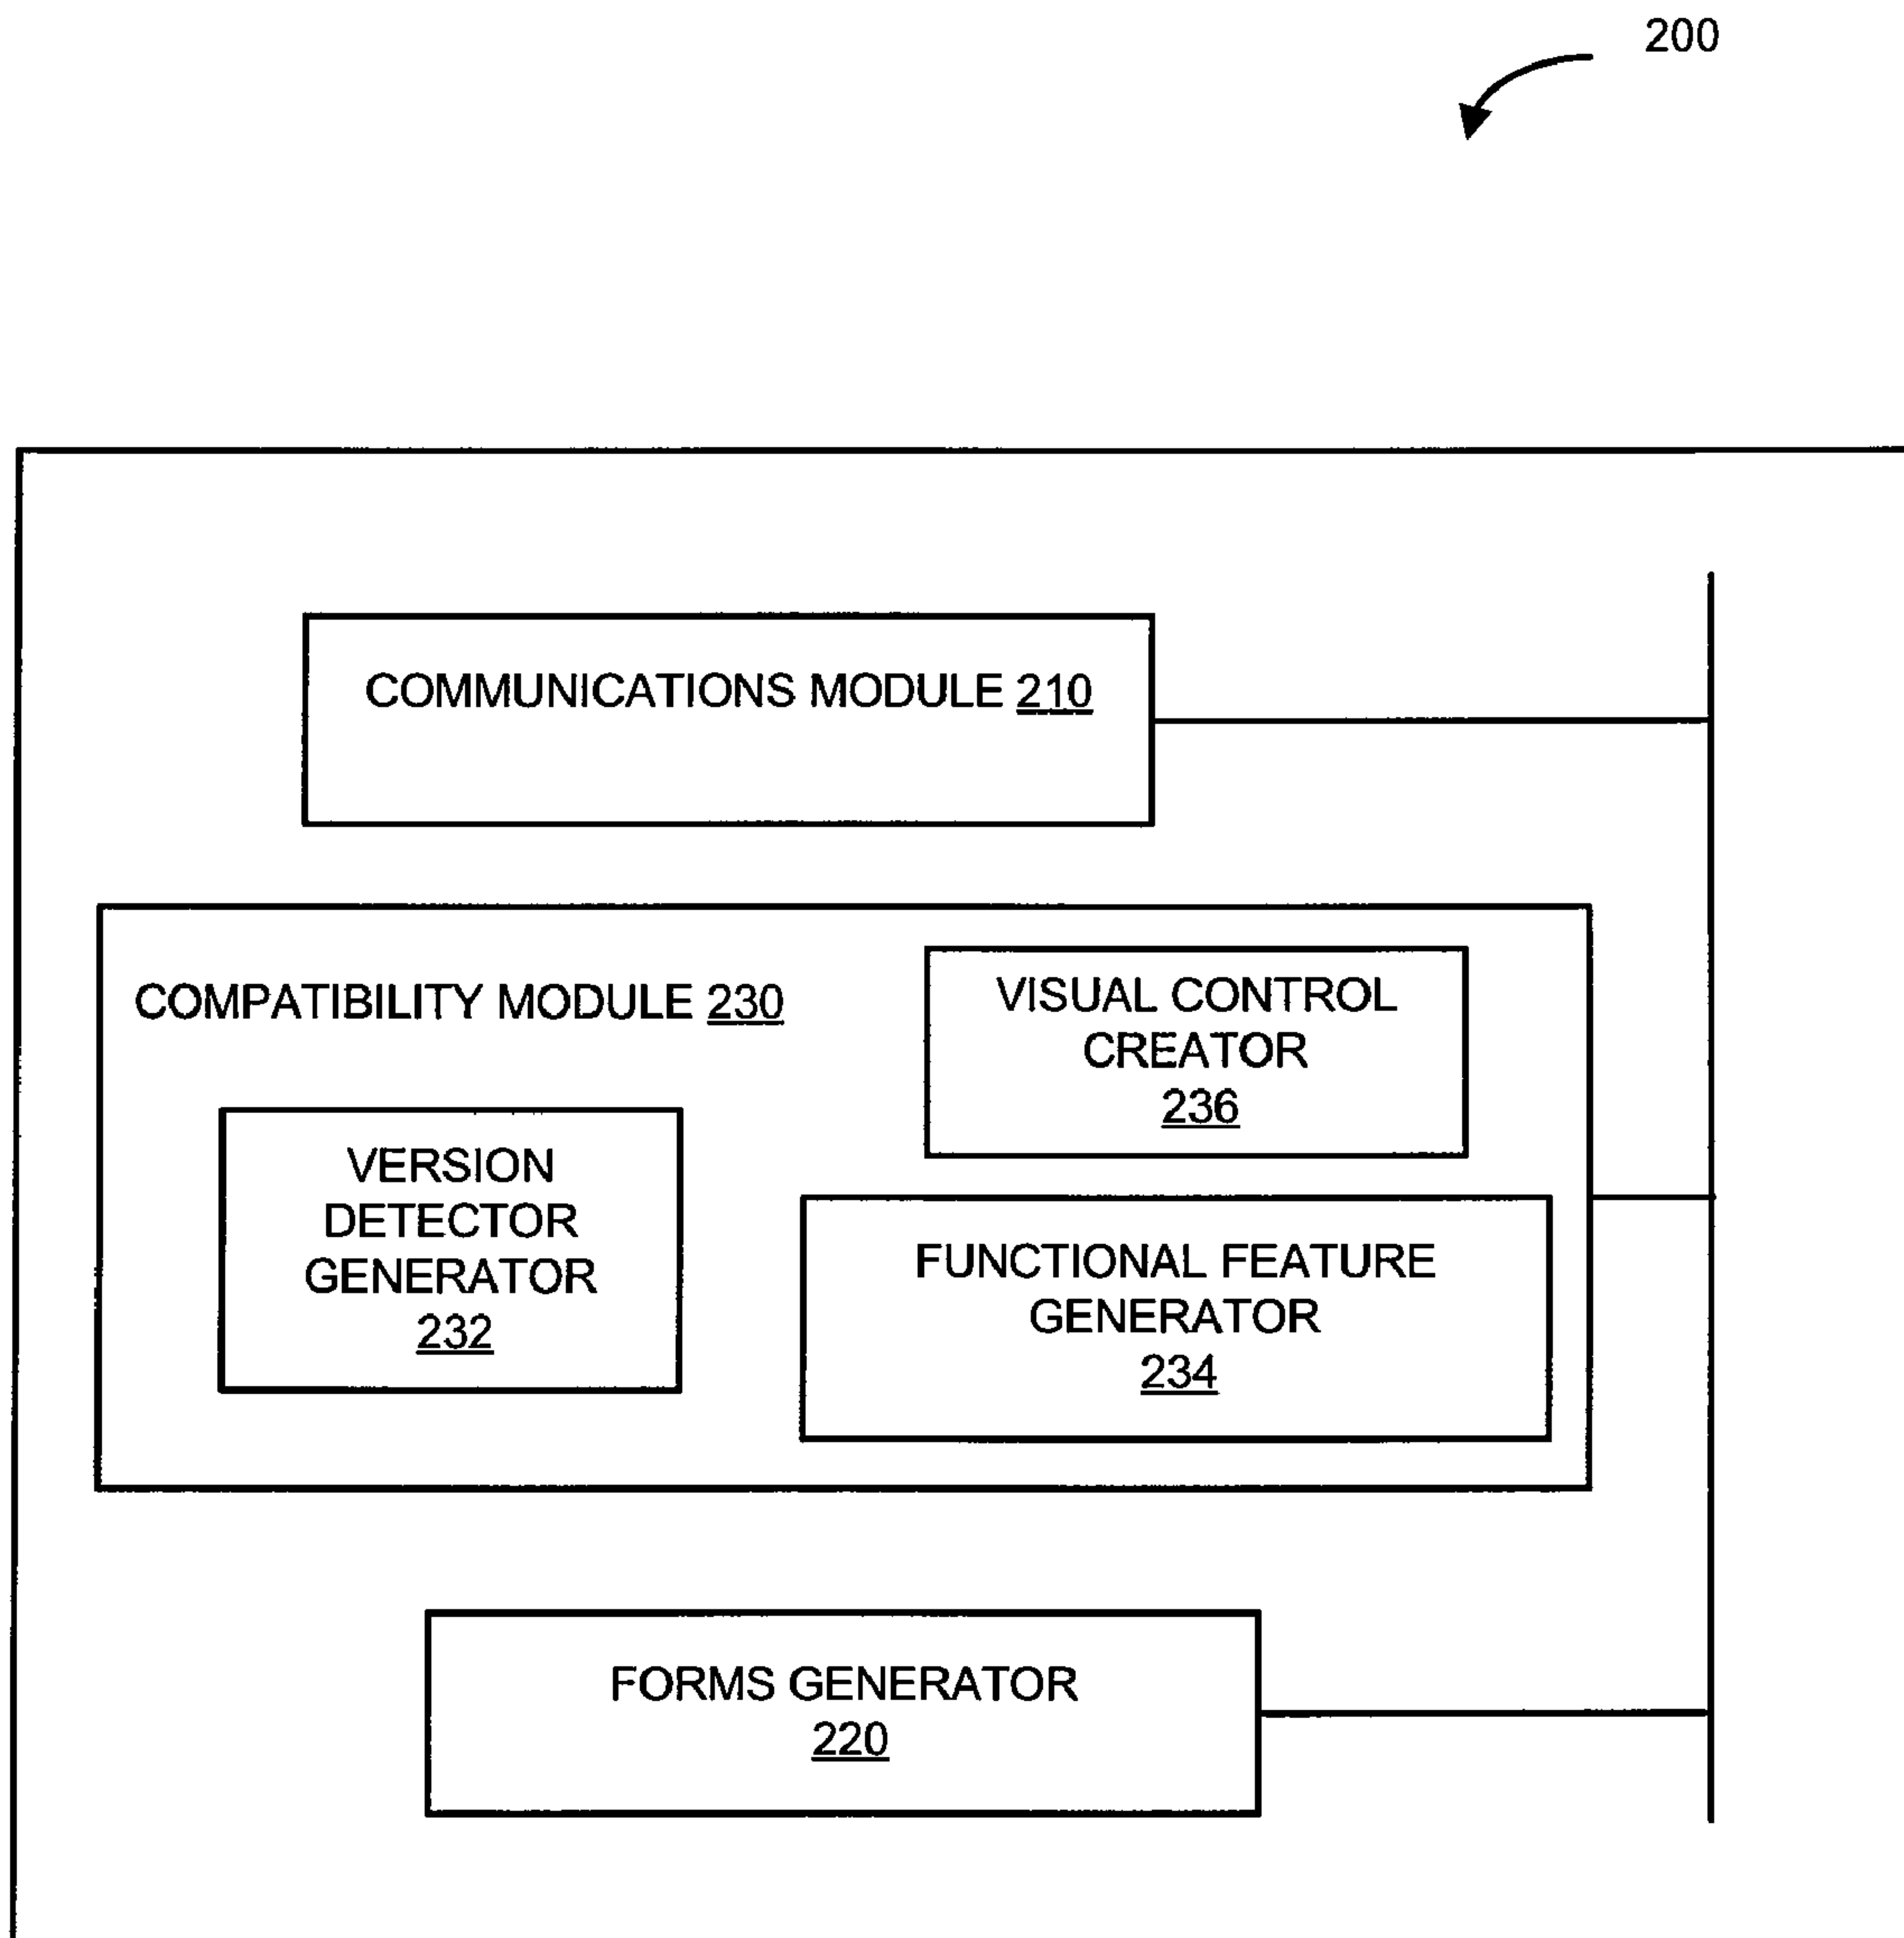 200
COMMUNICATIONS MODULE 210
COMPATIBILITY MODULE 230
VISUAL CONTROL
CREATOR
236
VERSION
DETECTOR
GENERATOR
232
FUNCTIONAL FEATURE
GENERATOR
234
FORMS GENERATOR
220